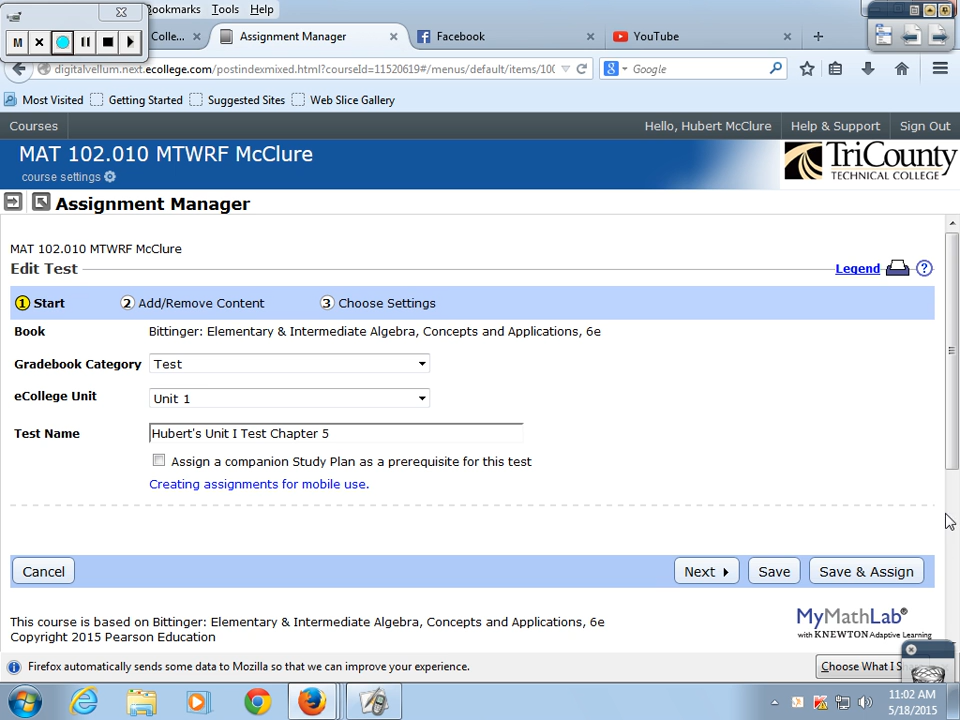 Bookmarks Tools Help
M
Colle...
Assignment Manager
Facebook
YouTube
digitalvellum.next.ecollege.com/postindexmixed.html?courseId=11520619#/menus/default/items/100
8 Google
Most Visited Getting Started Suggested Sites Web Slice Gallery
Courses
Hello, Hubert McClure Help & Support Sign Out
MAT 102.010 MTWRF McClure
course settings
TriCounty
TECHNICAL COLLEGE
Assignment Manager
MAT 102.010 MTWRF McClure
Edit Test
Legend
?
1 Start 2 Add/Remove Content 3 Choose Settings
Book Bittinger: Elementary & Intermediate Algebra, Concepts and Applications, 6e
Gradebook Category Test
eCollege Unit Unit 1
Test Name Hubert's Unit I Test Chapter 5
Assign a companion Study Plan as a prerequisite for this test
Creating assignments for mobile use.
Cancel Next Save Save & Assign
This course is based on Bittinger: Elementary & Intermediate Algebra, Concepts and Applications, 6e
Copyright 2015 Pearson Education
MyMathLab®
with KNEWTON Adaptive Learning
Firefox automatically sends some data to Mozilla so that we can improve your experience.
Choose What I
11:02 AM
5/18/2015